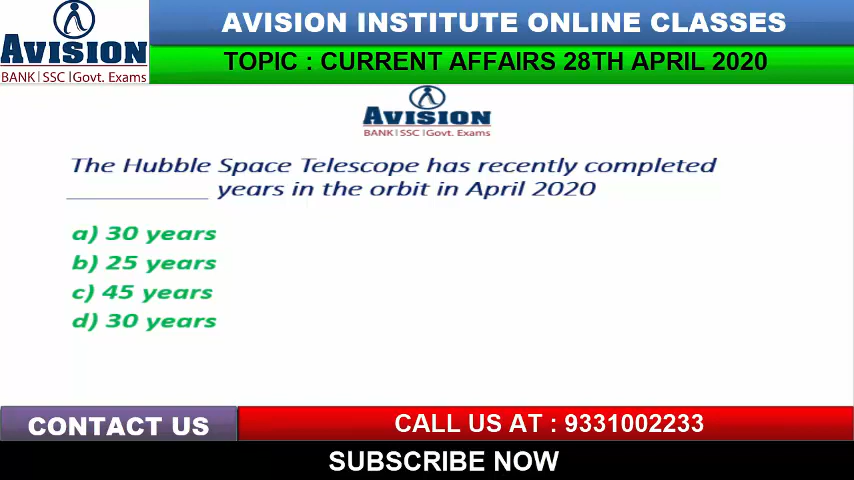 AVISION INSTITUTE ONLINE CLASSES
AVISION
BANK|SSC|Govt. Exams
TOPIC : CURRENT AFFAIRS 28TH APRIL 2020
AVISION
BANK|SSC|Govt. Exams
The Hubble Space Telescope has recently completed
____________ years in the orbit in April 2020
a) 30 years
b) 25 years
c) 45 years
d) 30 years
CONTACT US
CALL US AT : 9331002233
SUBSCRIBE NOW